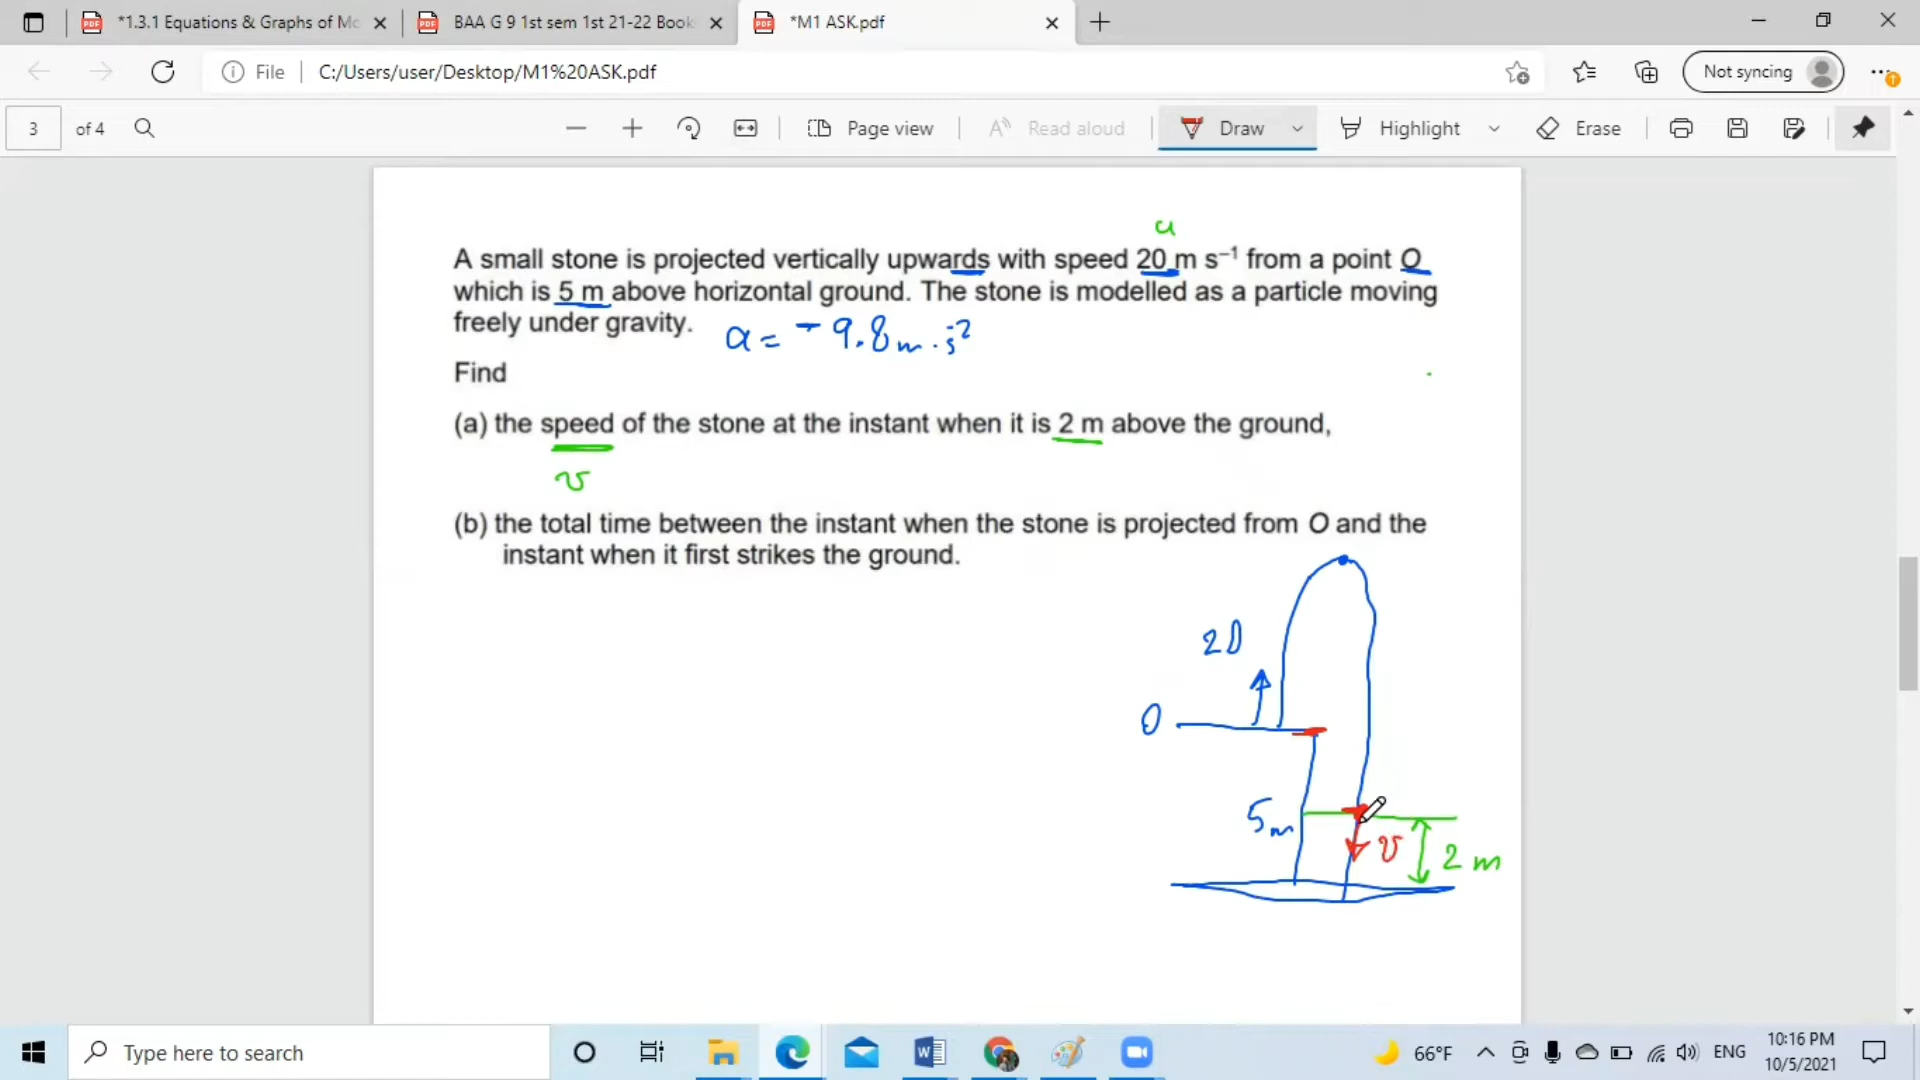 *1.3.1 Equations & Graphs of Mo
BAA G 9 1st sem 1st 21-22 Book
*M1 ASK.pdf
File
C:/Users/user/Desktop/M1%20ASK.pdf
Not syncing
3
of 4
Page view
Read aloud
Draw
Highlight
Erase
u
A small stone is projected vertically upwards with speed 20 m s⁻¹ from a point O
which is 5 m above horizontal ground. The stone is modelled as a particle moving
freely under gravity.
a = - 9.8 m.s⁻²
Find
(a) the speed of the stone at the instant when it is 2 m above the ground,
v
(b) the total time between the instant when the stone is projected from O and the
instant when it first strikes the ground.
20
O
5m
v
2 m
Type here to search
66°F
ENG
10:16 PM
10/5/2021